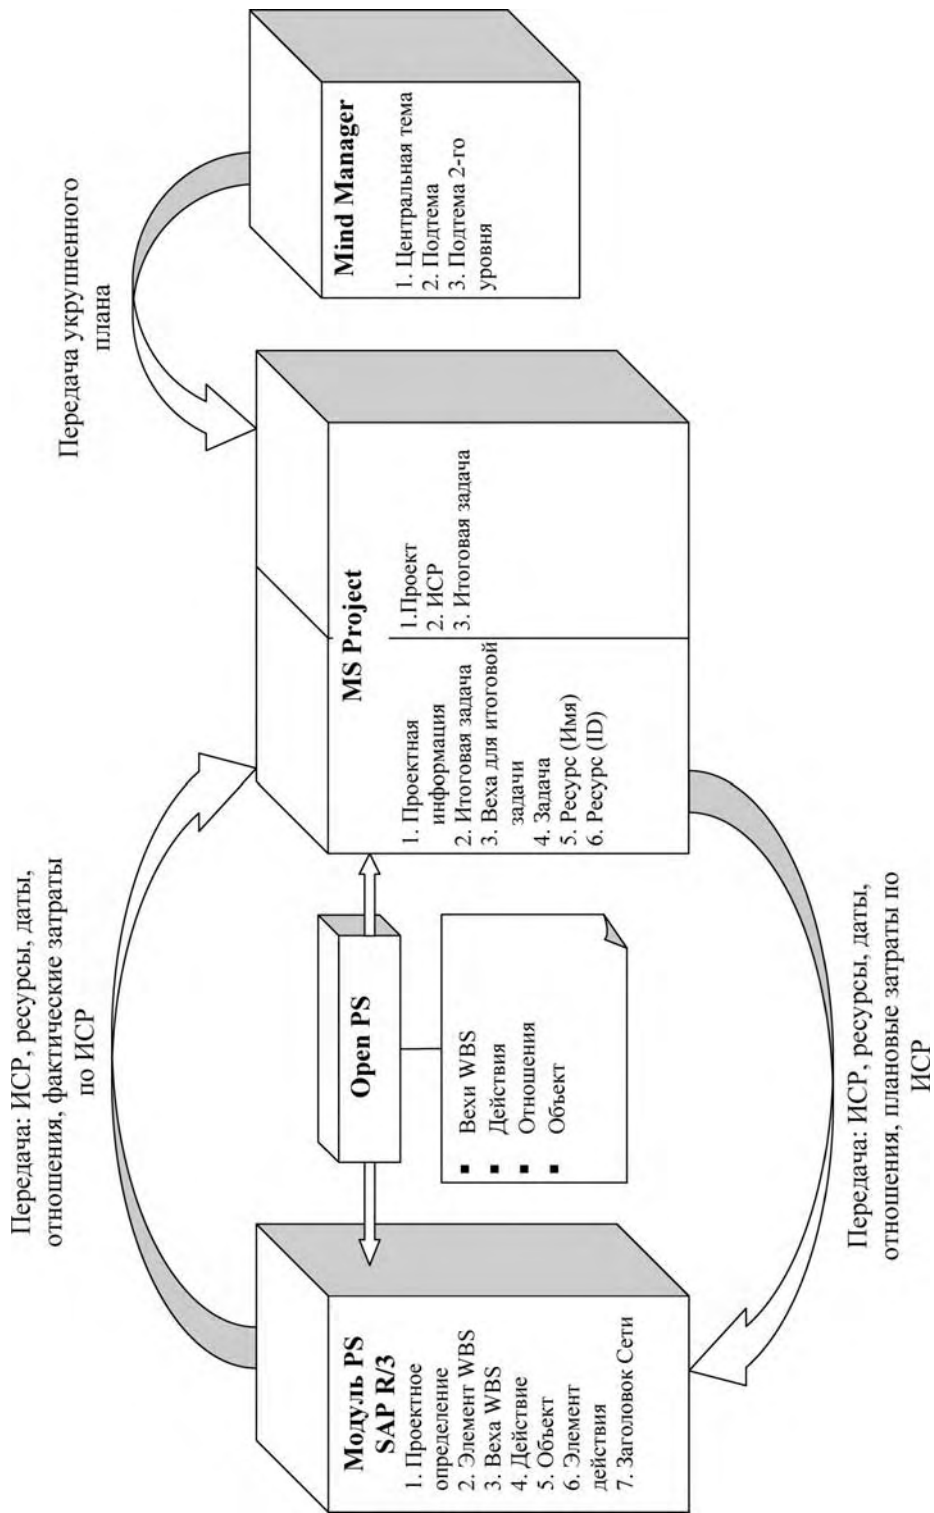 Передача: ИСР, ресурсы, даты,
отношения, фактические затраты
по ИСР
Передача укрупненного
плана
Модуль PS
SAP R/3
1. Проектное
определение
2. Элемент WBS
3. Веха WBS
4. Действие
5. Объект
6. Элемент
действия
7. Заголовок Сети
Open PS
▪ Вехи WBS
▪ Действия
▪ Отношения
▪ Объект
MS Project
1. Проектная
информация
2. Итоговая задача
3. Веха для итоговой
задачи
4. Задача
5. Ресурс (Имя)
6. Ресурс (ID)
1.Проект
2. ИСР
3. Итоговая задача
Mind Manager
1. Центральная тема
2. Подтема
3. Подтема 2-го
уровня
Передача: ИСР, ресурсы, даты,
отношения, плановые затраты по
ИСР